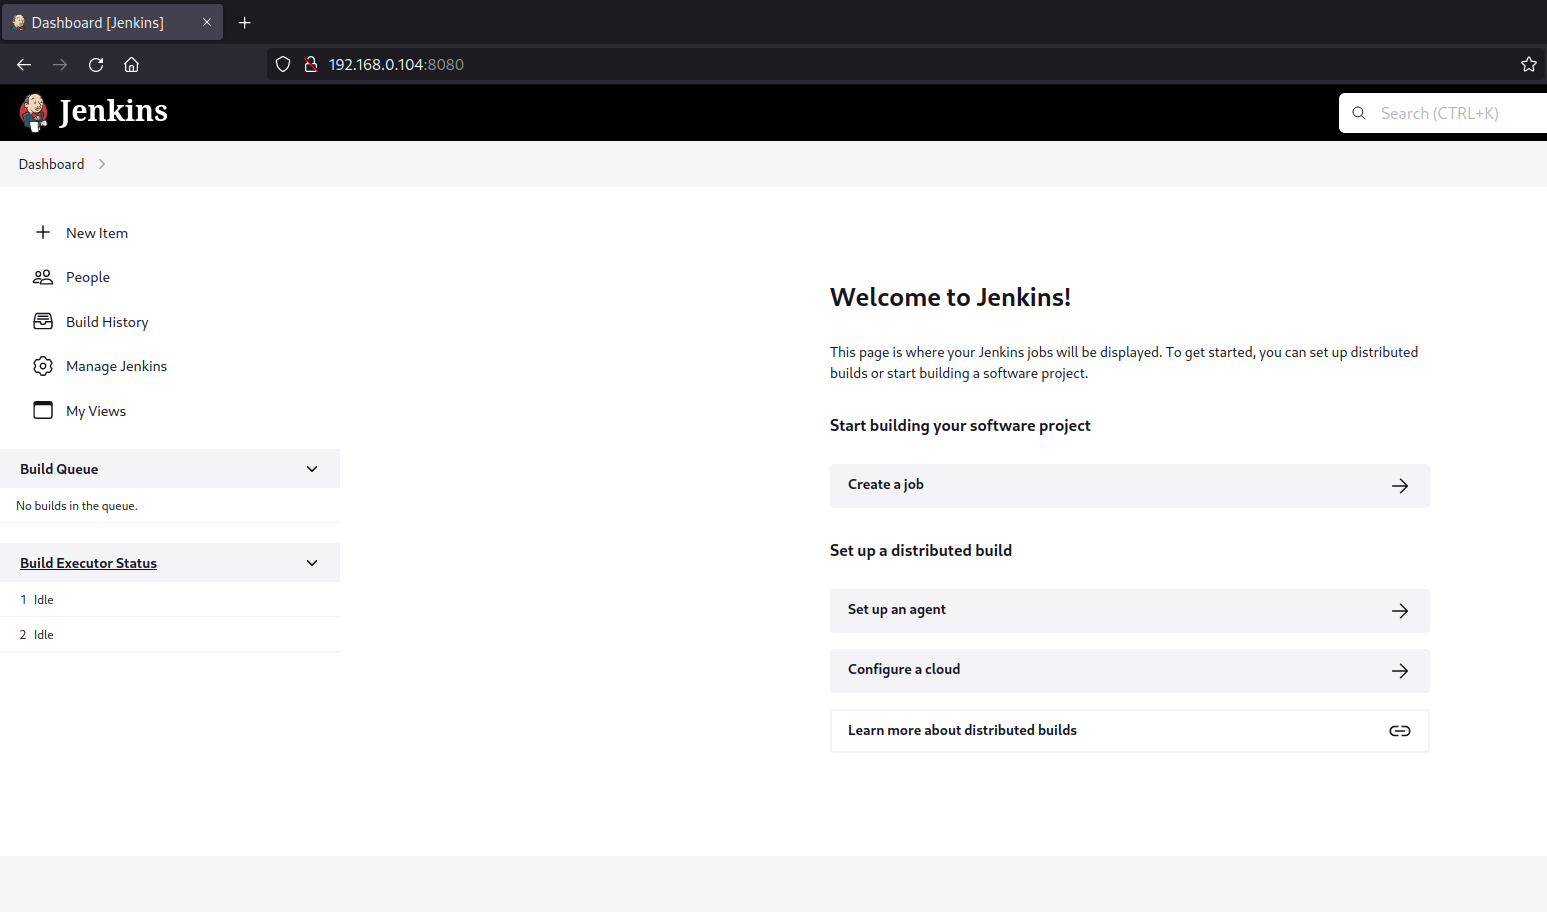 Dashboard [Jenkins]
192.168.0.104:8080
Jenkins
Search (CTRL+K)
Dashboard
New Item
People
Build History
Manage Jenkins
My Views
Build Queue
No builds in the queue.
Build Executor Status
1 Idle
2 Idle
Welcome to Jenkins!
This page is where your Jenkins jobs will be displayed. To get started, you can set up distributed
builds or start building a software project.
Start building your software project
Create a job
Set up a distributed build
Set up an agent
Configure a cloud
Learn more about distributed builds